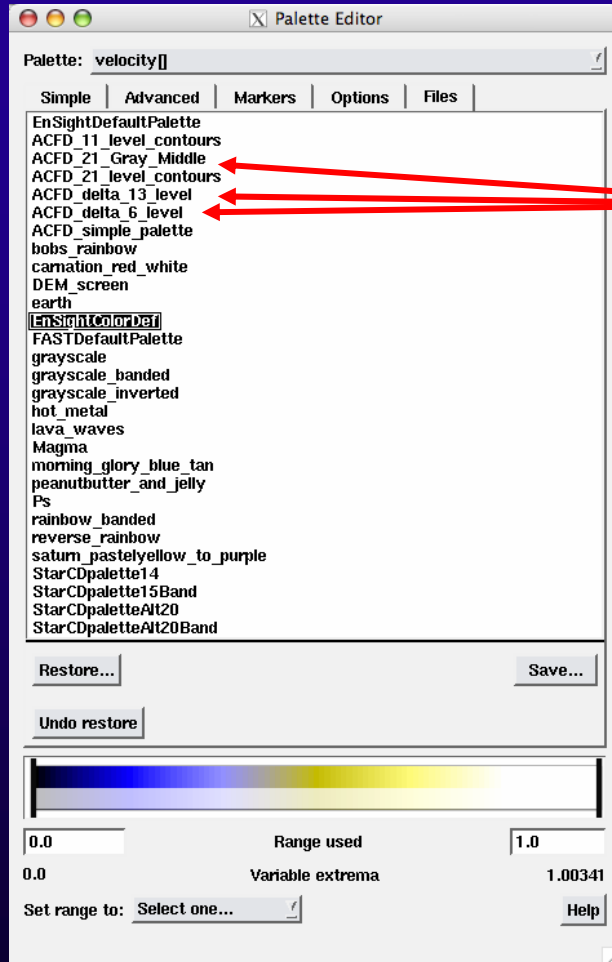 X Palette Editor
Palette: velocity[]
Simple Advanced Markers Options Files
EnSightDefaultPalette
ACFD_11_level_contours
ACFD_21_Gray_Middle
ACFD_21_level_contours
ACFD_delta_13_level
ACFD_delta_6_level
ACFD_simple_palette
bobs_rainbow
carnation_red_white
DEM_screen
earth
EnSightColorDef
FASTDefaultPalette
grayscale
grayscale_banded
grayscale_inverted
hot_metal
lava_waves
Magma
morning_glory_blue_tan
peanutbutter_and_jelly
Ps
rainbow_banded
reverse_rainbow
saturn_pastelyellow_to_purple
StarCDpalette14
StarCDpalette15Band
StarCDpaletteAlt20
StarCDpaletteAlt20Band
Restore... Save...
Undo restore
0.0 Range used 1.0
0.0 Variable extrema 1.00341
Set range to: Select one... Help